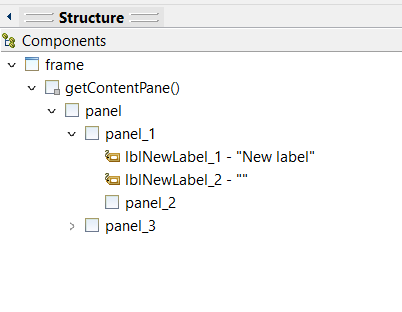 Structure
Components
frame
getContentPane()
panel
panel_1
lblNewLabel_1 - "New label"
lblNewLabel_2 - ""
panel_2
panel_3